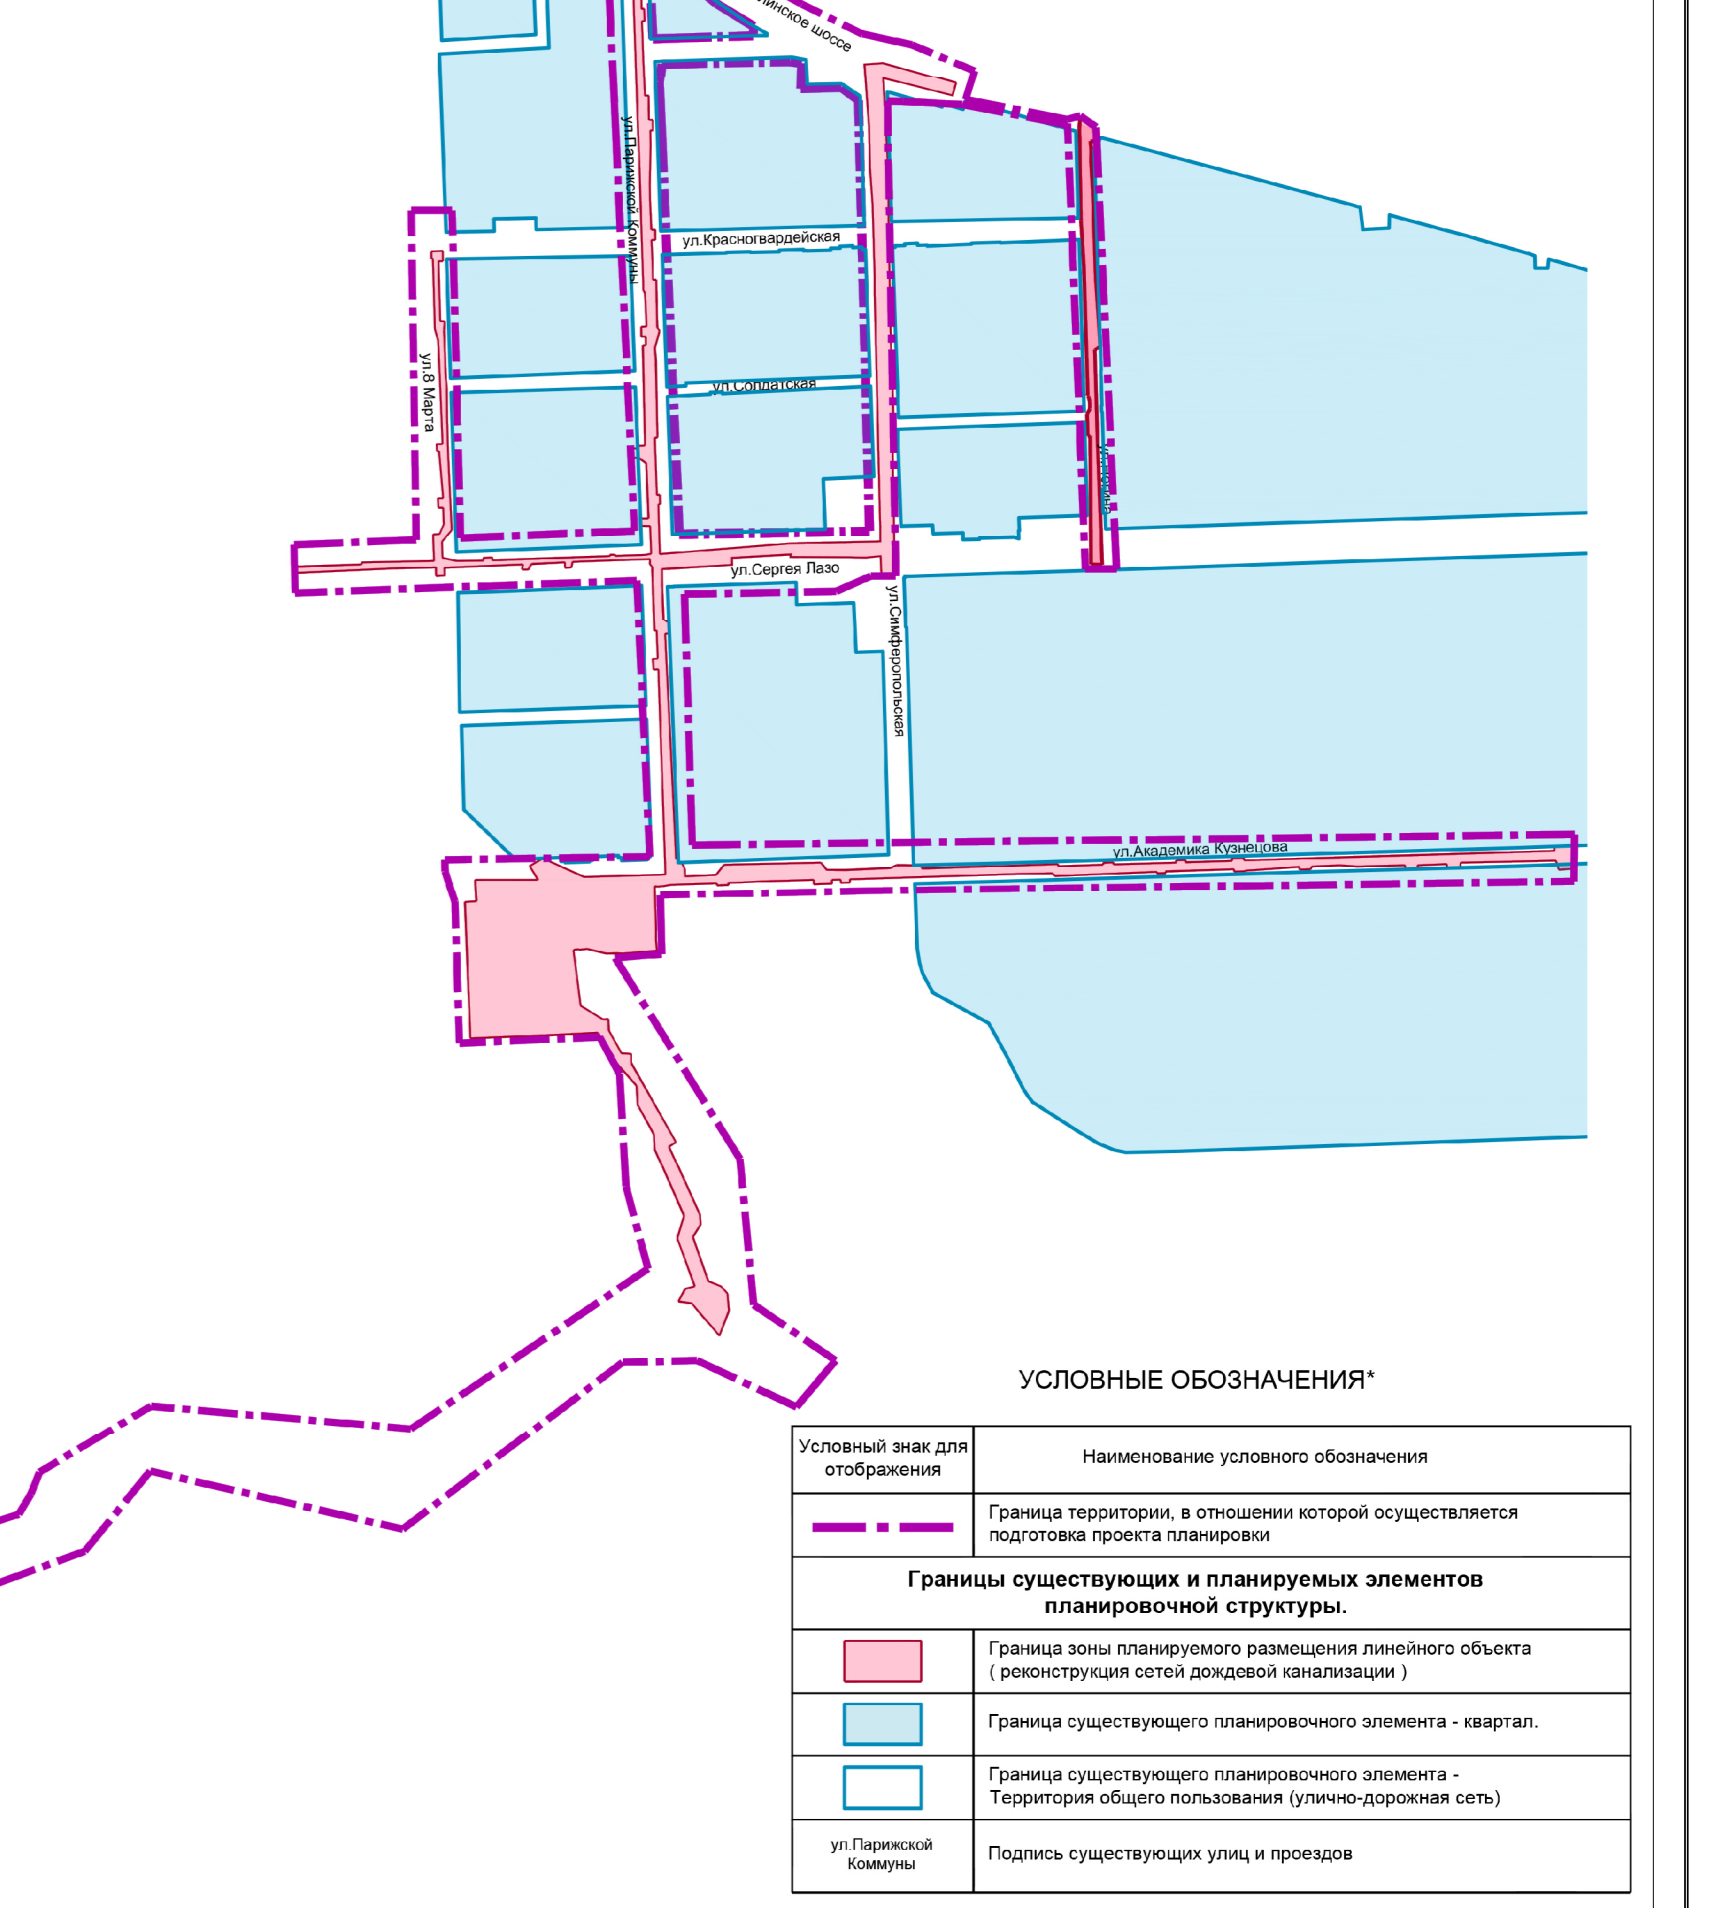 шоссе
ул.Парижской Коммуны
ул.Красногвардейская
ул.8 Марта
ул.Солдатская
ул.Сергея Лазо
ул.Симферопольская
ул.Академика Кузнецова
УСЛОВНЫЕ ОБОЗНАЧЕНИЯ*
Условный знак для
отображения
Наименование условного обозначения
Граница территории, в отношении которой осуществляется
подготовка проекта планировки
Границы существующих и планируемых элементов
планировочной структуры.
Граница зоны планируемого размещения линейного объекта
( реконструкция сетей дождевой канализации )
Граница существующего планировочного элемента - квартал.
Граница существующего планировочного элемента -
Территория общего пользования (улично-дорожная сеть)
ул.Парижской
Коммуны
Подпись существующих улиц и проездов